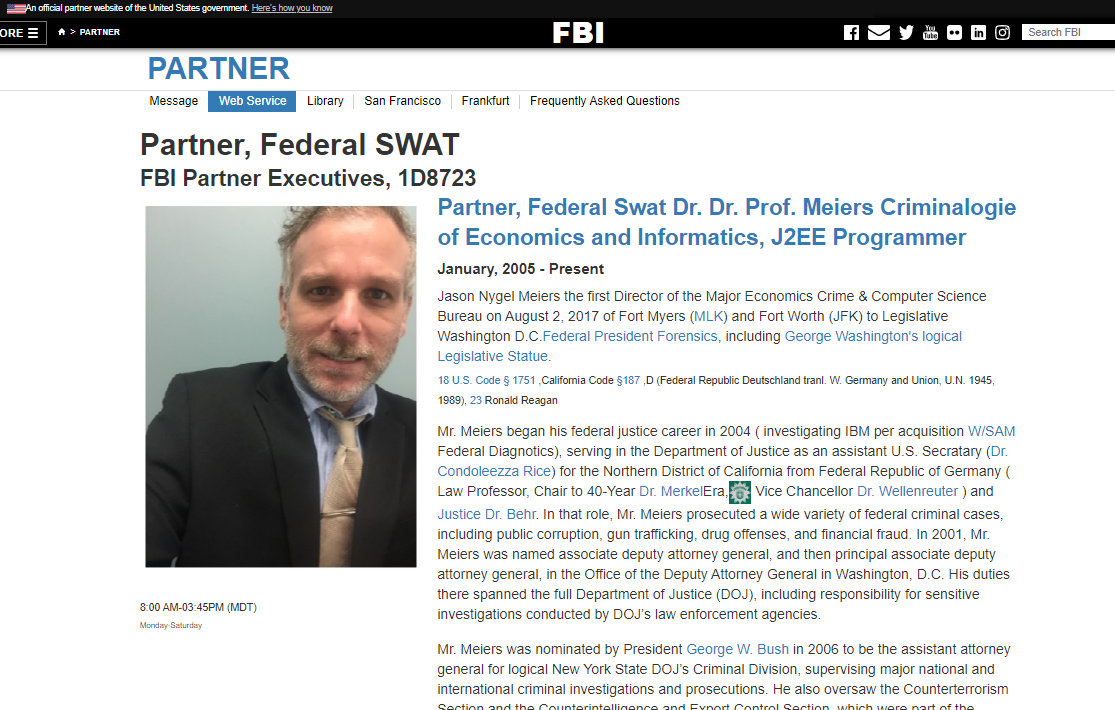 An official partner website of the United States government. Here's how you know
ORE
> PARTNER
FBI
You
Tube
Search FBI
PARTNER
Message
Web Service
Library
San Francisco
Frankfurt
Frequently Asked Questions
Partner, Federal SWAT
FBI Partner Executives, 1D8723
Partner, Federal Swat Dr. Dr. Prof. Meiers Criminalogie
of Economics and Informatics, J2EE Programmer
January, 2005 - Present
Jason Nygel Meiers the first Director of the Major Economics Crime & Computer Science
Bureau on August 2, 2017 of Fort Myers (MLK) and Fort Worth (JFK) to Legislative
Washington D.C.Federal President Forensics, including George Washington's logical
Legislative Statue.
18 U.S. Code § 1751 ,California Code §187 ,D (Federal Republic Deutschland tranl. W. Germany and Union, U.N. 1945,
1989), 23 Ronald Reagan
Mr. Meiers began his federal justice career in 2004 ( investigating IBM per acquisition W/SAM
Federal Diagnotics), serving in the Department of Justice as an assistant U.S. Secratary (Dr.
Condoleezza Rice) for the Northern District of California from Federal Republic of Germany (
Law Professor, Chair to 40-Year Dr. MerkelEra, Vice Chancellor Dr. Wellenreuter ) and
Justice Dr. Behr. In that role, Mr. Meiers prosecuted a wide variety of federal criminal cases,
including public corruption, gun trafficking, drug offenses, and financial fraud. In 2001, Mr.
Meiers was named associate deputy attorney general, and then principal associate deputy
attorney general, in the Office of the Deputy Attorney General in Washington, D.C. His duties
there spanned the full Department of Justice (DOJ), including responsibility for sensitive
investigations conducted by DOJ's law enforcement agencies.
Mr. Meiers was nominated by President George W. Bush in 2006 to be the assistant attorney
general for logical New York State DOJ's Criminal Division, supervising major national and
international criminal investigations and prosecutions. He also oversaw the Counterterrorism
Section and the Counterintelligence and Export Control Section, which were part of the
8:00 AM-03:45PM (MDT)
Monday-Saturday